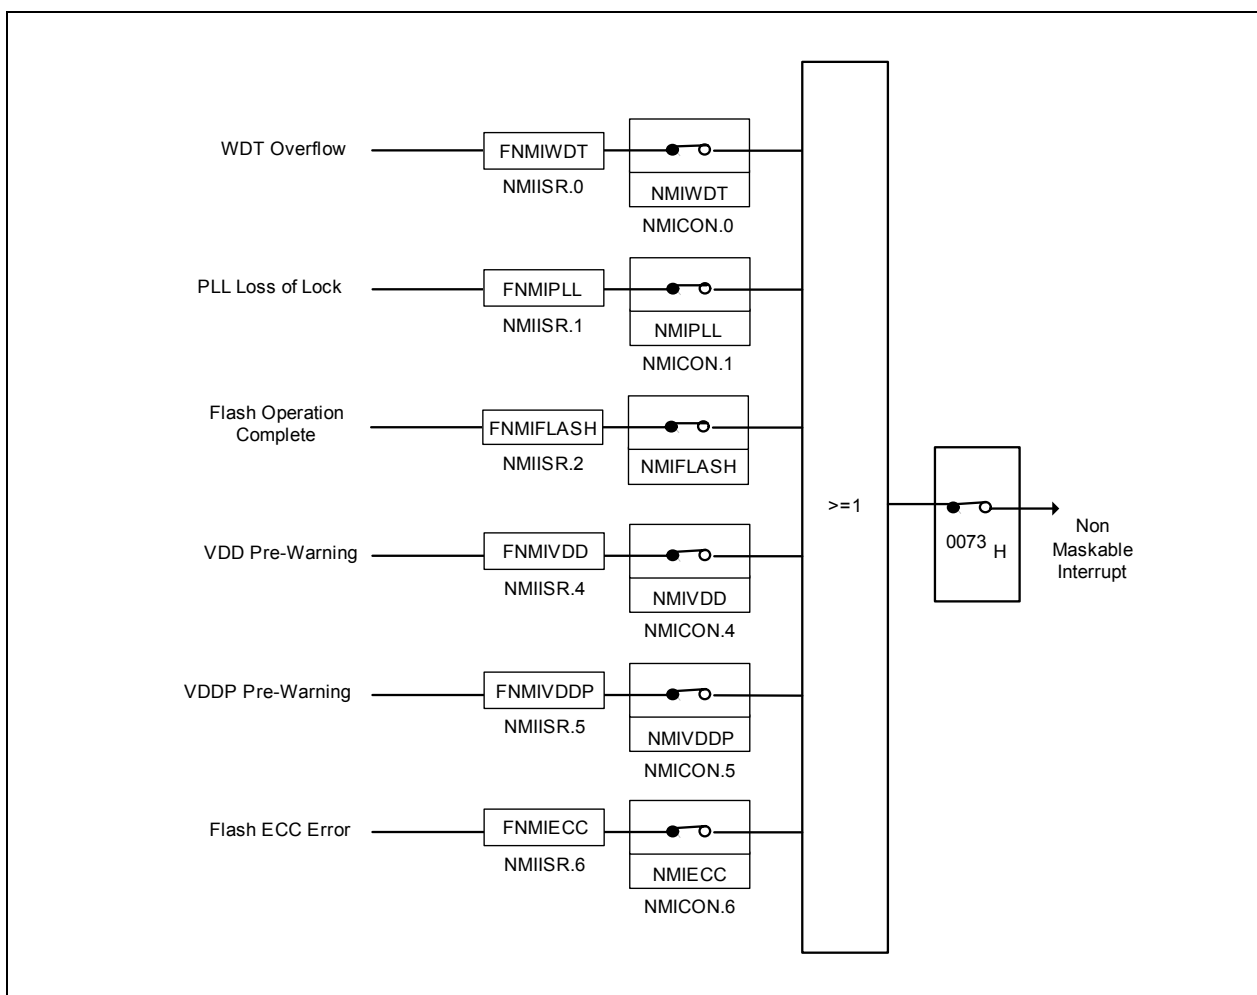 WDT Overflow
FNMIWDT
NMIISR.0
NMIWDT
NMICON.0
PLL Loss of Lock
FNMIPLL
NMIISR.1
NMIPLL
NMICON.1
Flash Operation
Complete
FNMIFLASH
NMIISR.2
NMIFLASH
VDD Pre-Warning
FNMIVDD
NMIISR.4
NMIVDD
NMICON.4
VDDP Pre-Warning
FNMIVDDP
NMIISR.5
NMIVDDP
NMICON.5
Flash ECC Error
FNMIECC
NMIISR.6
NMIECC
NMICON.6
>=1
0073 H
Non
Maskable
Interrupt